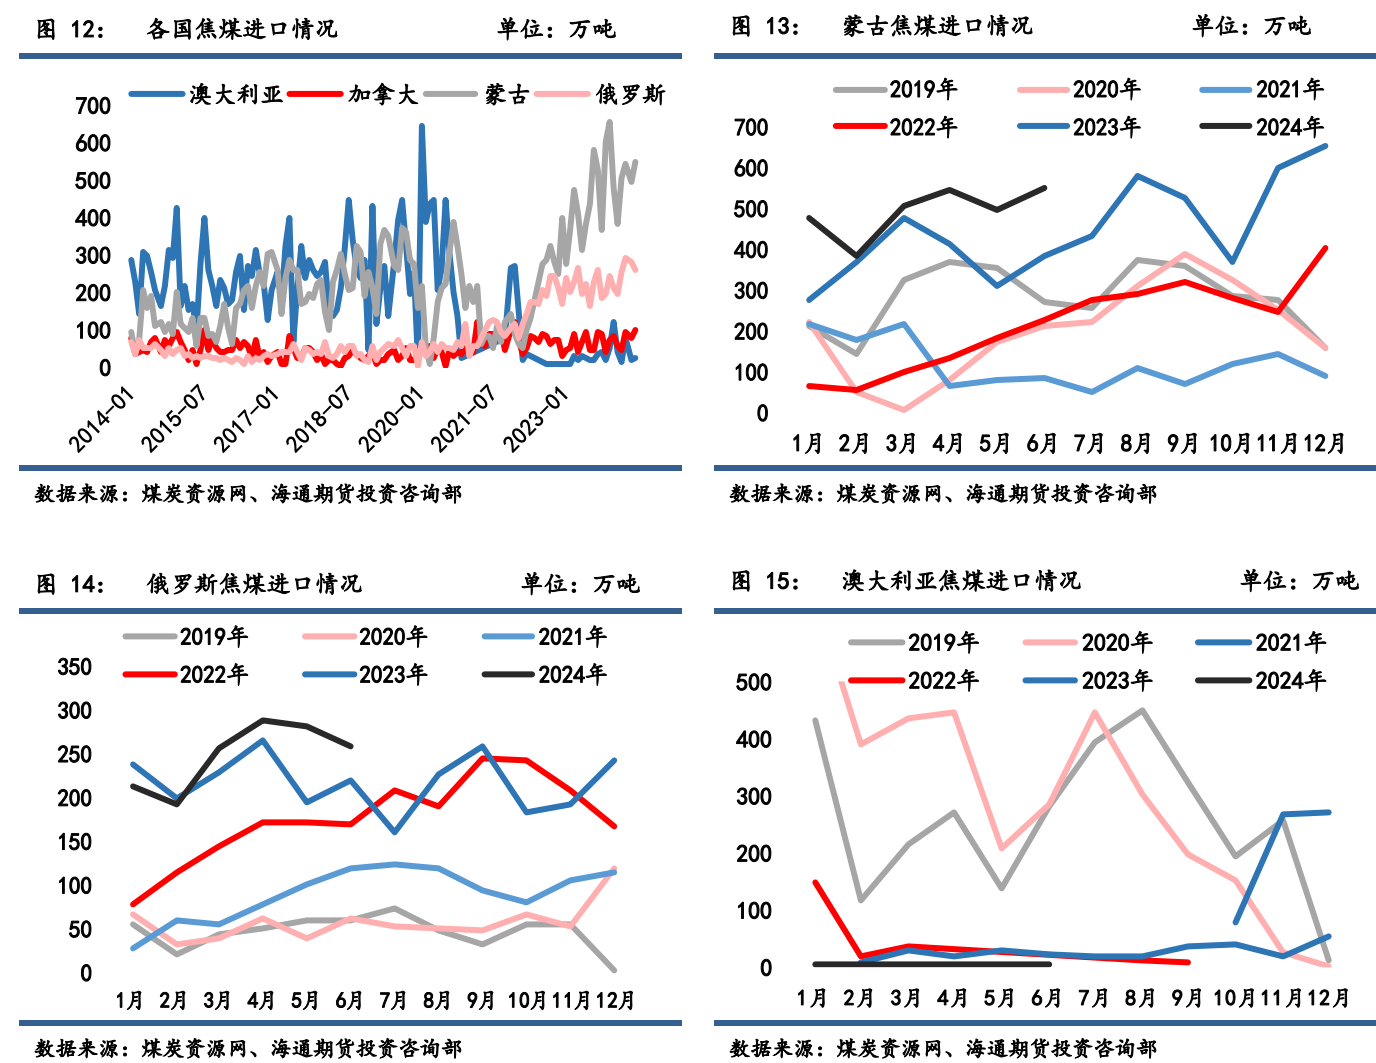 图 12： 各国焦煤进口情况 单位：万吨
澳大利亚 加拿大 蒙古 俄罗斯
700
600
500
400
300
200
100
0
2014-01 2015-07 2017-01 2018-07 2020-01 2021-07 2023-01
数据来源：煤炭资源网、海通期货投资咨询部
图 13： 蒙古焦煤进口情况 单位：万吨
2019年 2020年 2021年
2022年 2023年 2024年
700
600
500
400
300
200
100
0
1月 2月 3月 4月 5月 6月 7月 8月 9月 10月 11月 12月
数据来源：煤炭资源网、海通期货投资咨询部
图 14： 俄罗斯焦煤进口情况 单位：万吨
2019年 2020年 2021年
2022年 2023年 2024年
350
300
250
200
150
100
50
0
1月 2月 3月 4月 5月 6月 7月 8月 9月 10月 11月 12月
数据来源：煤炭资源网、海通期货投资咨询部
图 15： 澳大利亚焦煤进口情况 单位：万吨
2019年 2020年 2021年
2022年 2023年 2024年
500
400
300
200
100
0
1月 2月 3月 4月 5月 6月 7月 8月 9月 10月 11月 12月
数据来源：煤炭资源网、海通期货投资咨询部